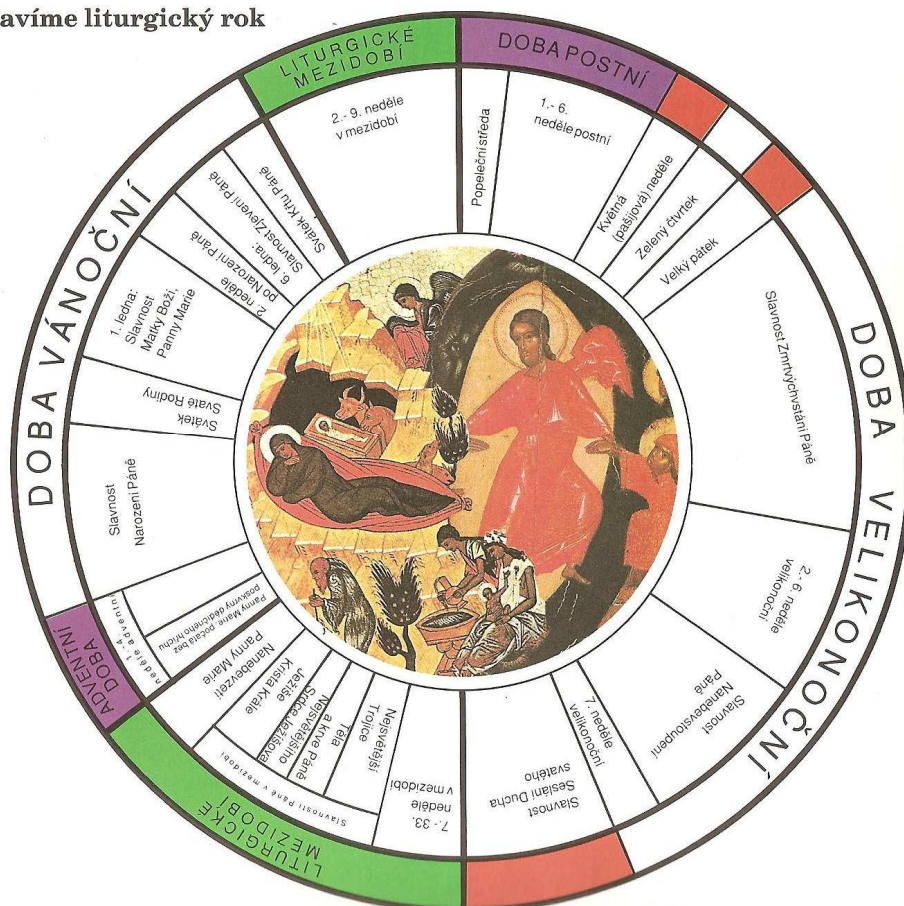 avíme liturgický rok
LITURGICKÉ
MEZIDOBÍ
DOBA POSTNÍ
DOBA VELIKONOČNÍ
LITURGICKÉ
MEZIDOBÍ
ADVENTNÍ
DOBA
DOBA VÁNOČNÍ
2.- 9. neděle
v mezidobí
Popeleční středa
1.- 6.
neděle postní
Květná
(pašijová) neděle
Zelený čtvrtek
Velký pátek
Slavnost Zmrtvýchvstání Páně
2.- 6. neděle
velikonoční
Slavnost
Nanebevstoupení
Páně
7. neděle
velikonoční
Slavnost
Seslání Ducha
svatého
7.- 33.
neděle
v mezidobí
Slavnosti Páně v mezidobí
Nejsvětější
Trojice
Těla
a krve Páně
Nejsvětějšího
Srdce Ježíšova
Ježíše
Krista Krále
Nanebevzetí
Panny Marie
Panny Marie, počaté bez
poskvrny dědičného hříchu
1.-4.
neděle adventní
Slavnost
Narození Páně
Svátek
Svaté Rodiny
1. ledna:
Slavnost
Matky Boží,
Panny Marie
2. neděle
po Narození Páně
6. ledna:
Slavnost Zjevení Páně
Svátek Křtu Páně